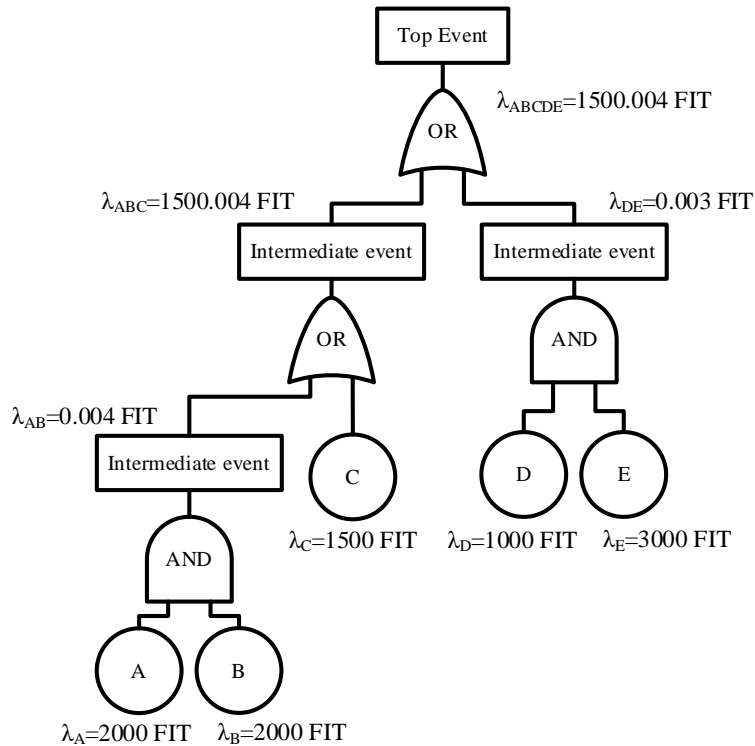 Top Event
λABCDE=1500.004 FIT
OR
λABC=1500.004 FIT
λDE=0.003 FIT
Intermediate event
Intermediate event
OR
AND
λAB=0.004 FIT
Intermediate event
C
D
E
λC=1500 FIT
λD=1000 FIT
λE=3000 FIT
AND
A
B
λA=2000 FIT
λB=2000 FIT